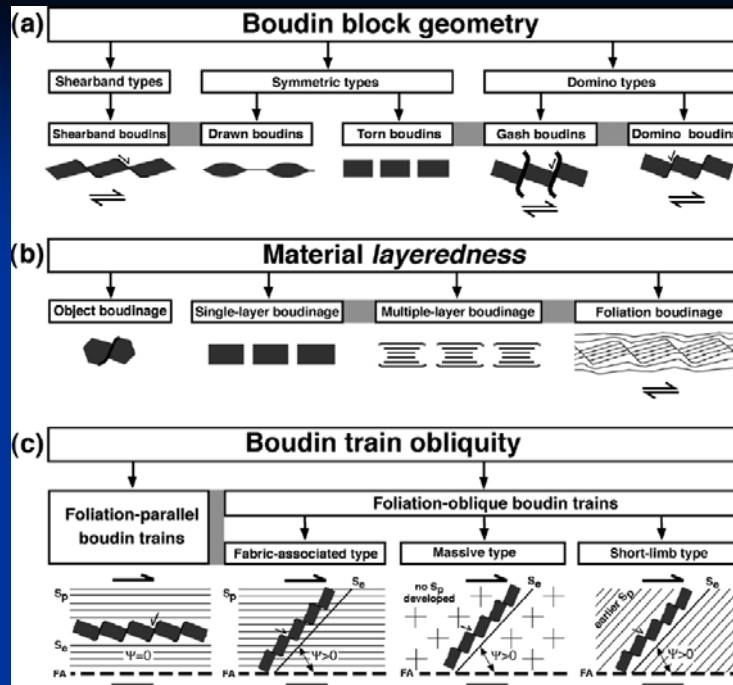 (a)
Boudin block geometry
Shearband types
Symmetric types
Domino types
Shearband boudins
Drawn boudins
Torn boudins
Gash boudins
Domino boudins
(b)
Material layeredness
Object boudinage
Single-layer boudinage
Multiple-layer boudinage
Foliation boudinage
(c)
Boudin train obliquity
Foliation-parallel
boudin trains
Foliation-oblique boudin trains
Fabric-associated type
Massive type
Short-limb type
Sp
Se
Ψ=0
FA
Sp
Se
Ψ>0
FA
no Sp
developed
Se
Ψ>0
FA
earlier Sp
Se
Ψ>0
FA